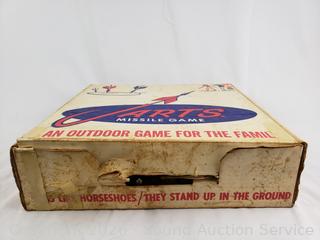 JARTS
MISSILE GAME
AN OUTDOOR GAME FOR THE FAMIL
HORSESHOES / THEY STAND UP IN THE GROUND
Sound Auction Service